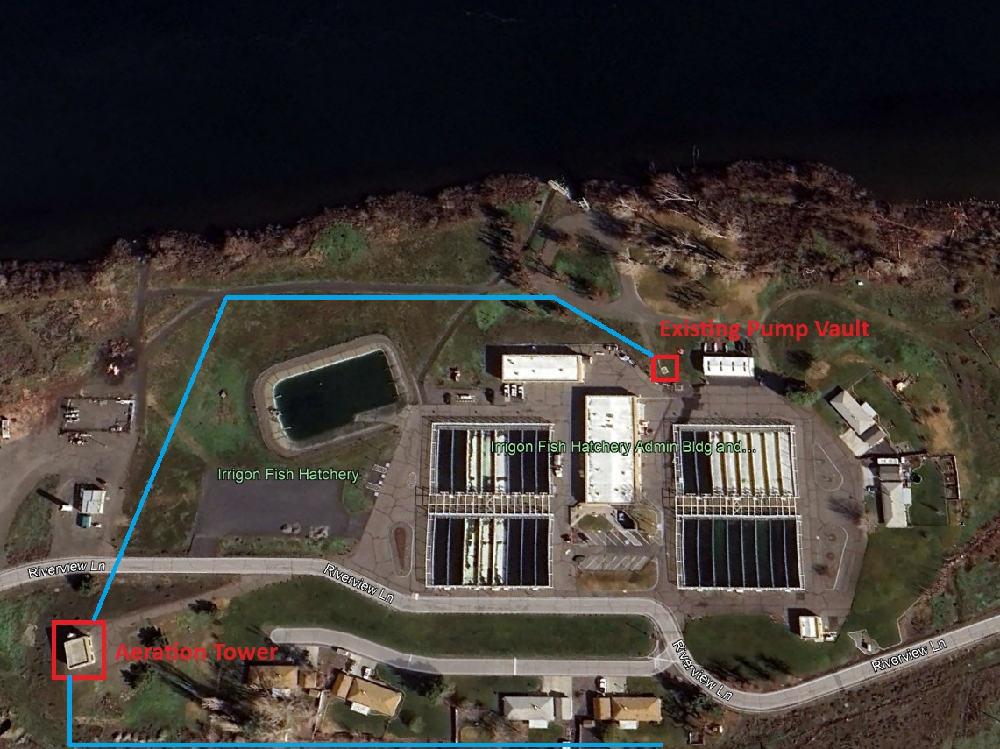 Existing Pump Vault
Irrigon Fish Hatchery Admin Bldg and...
Irrigon Fish Hatchery
Riverview Ln
Riverview Ln
Aeration Tower
Riverview Ln
Riverview Ln